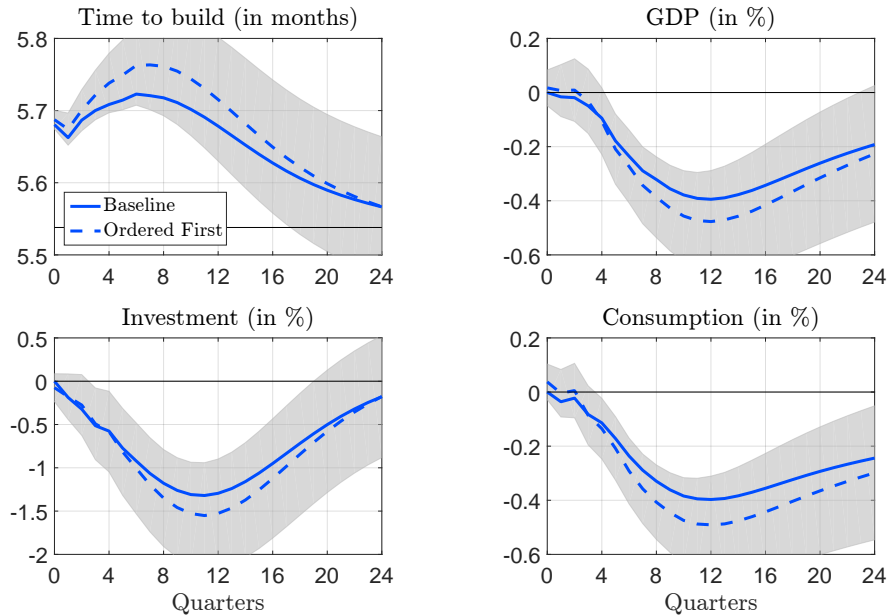 Time to build (in months)
5.8
5.7
5.6
5.5
Baseline
Ordered First
0 4 8 12 16 20 24
GDP (in %)
0.2
0
-0.2
-0.4
-0.6
0 4 8 12 16 20 24
Investment (in %)
0.5
0
-0.5
-1
-1.5
-2
0 4 8 12 16 20 24
Quarters
Consumption (in %)
0.2
0
-0.2
-0.4
-0.6
0 4 8 12 16 20 24
Quarters